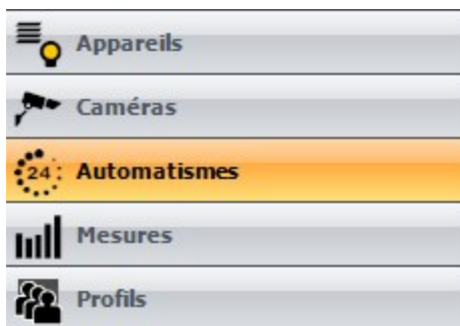 Appareils
Caméras
24
Automatismes
Mesures
Profils